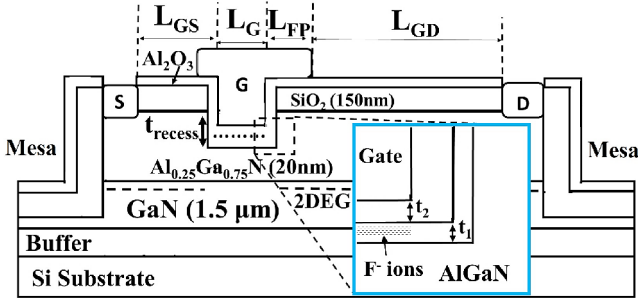 L_GS L_G L_FP L_GD
Al₂O₃
G
S
SiO₂ (150nm)
D
t_recess
Mesa
Mesa
Gate
Al₀.₂₅Ga₀.₇₅N (20nm)
t₂
2DEG
GaN (1.5 μm)
t₁
Buffer
F⁻ ions
AlGaN
Si Substrate